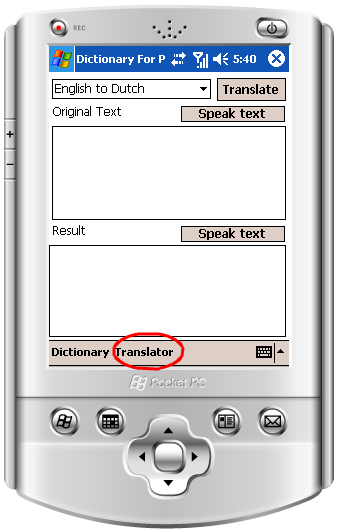 REC
Dictionary For P 5:40
English to Dutch Translate
Original Text Speak text
Result Speak text
Dictionary Translator
Pocket PC